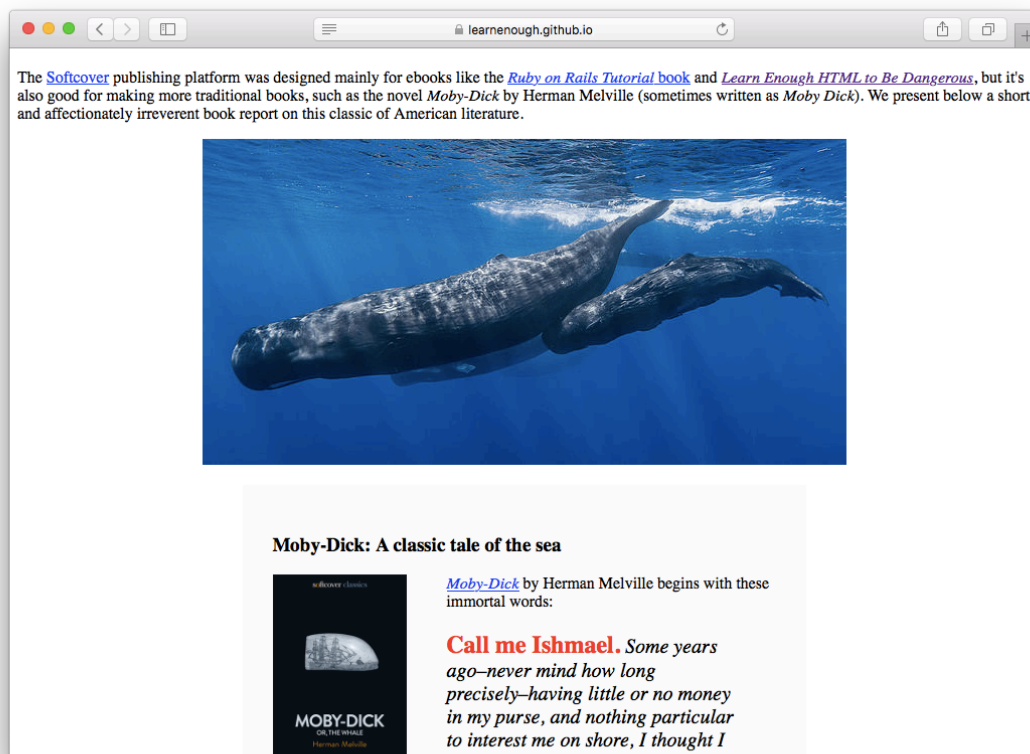 learnenough.github.io
The Softcover publishing platform was designed mainly for ebooks like the Ruby on Rails Tutorial book and Learn Enough HTML to Be Dangerous, but it's
also good for making more traditional books, such as the novel Moby-Dick by Herman Melville (sometimes written as Moby Dick). We present below a short
and affectionately irreverent book report on this classic of American literature.
Moby-Dick: A classic tale of the sea
softcover classics
MOBY-DICK
OR, THE WHALE
Herman Melville
Moby-Dick by Herman Melville begins with these
immortal words:
Call me Ishmael. Some years
ago–never mind how long
precisely–having little or no money
in my purse, and nothing particular
to interest me on shore, I thought I